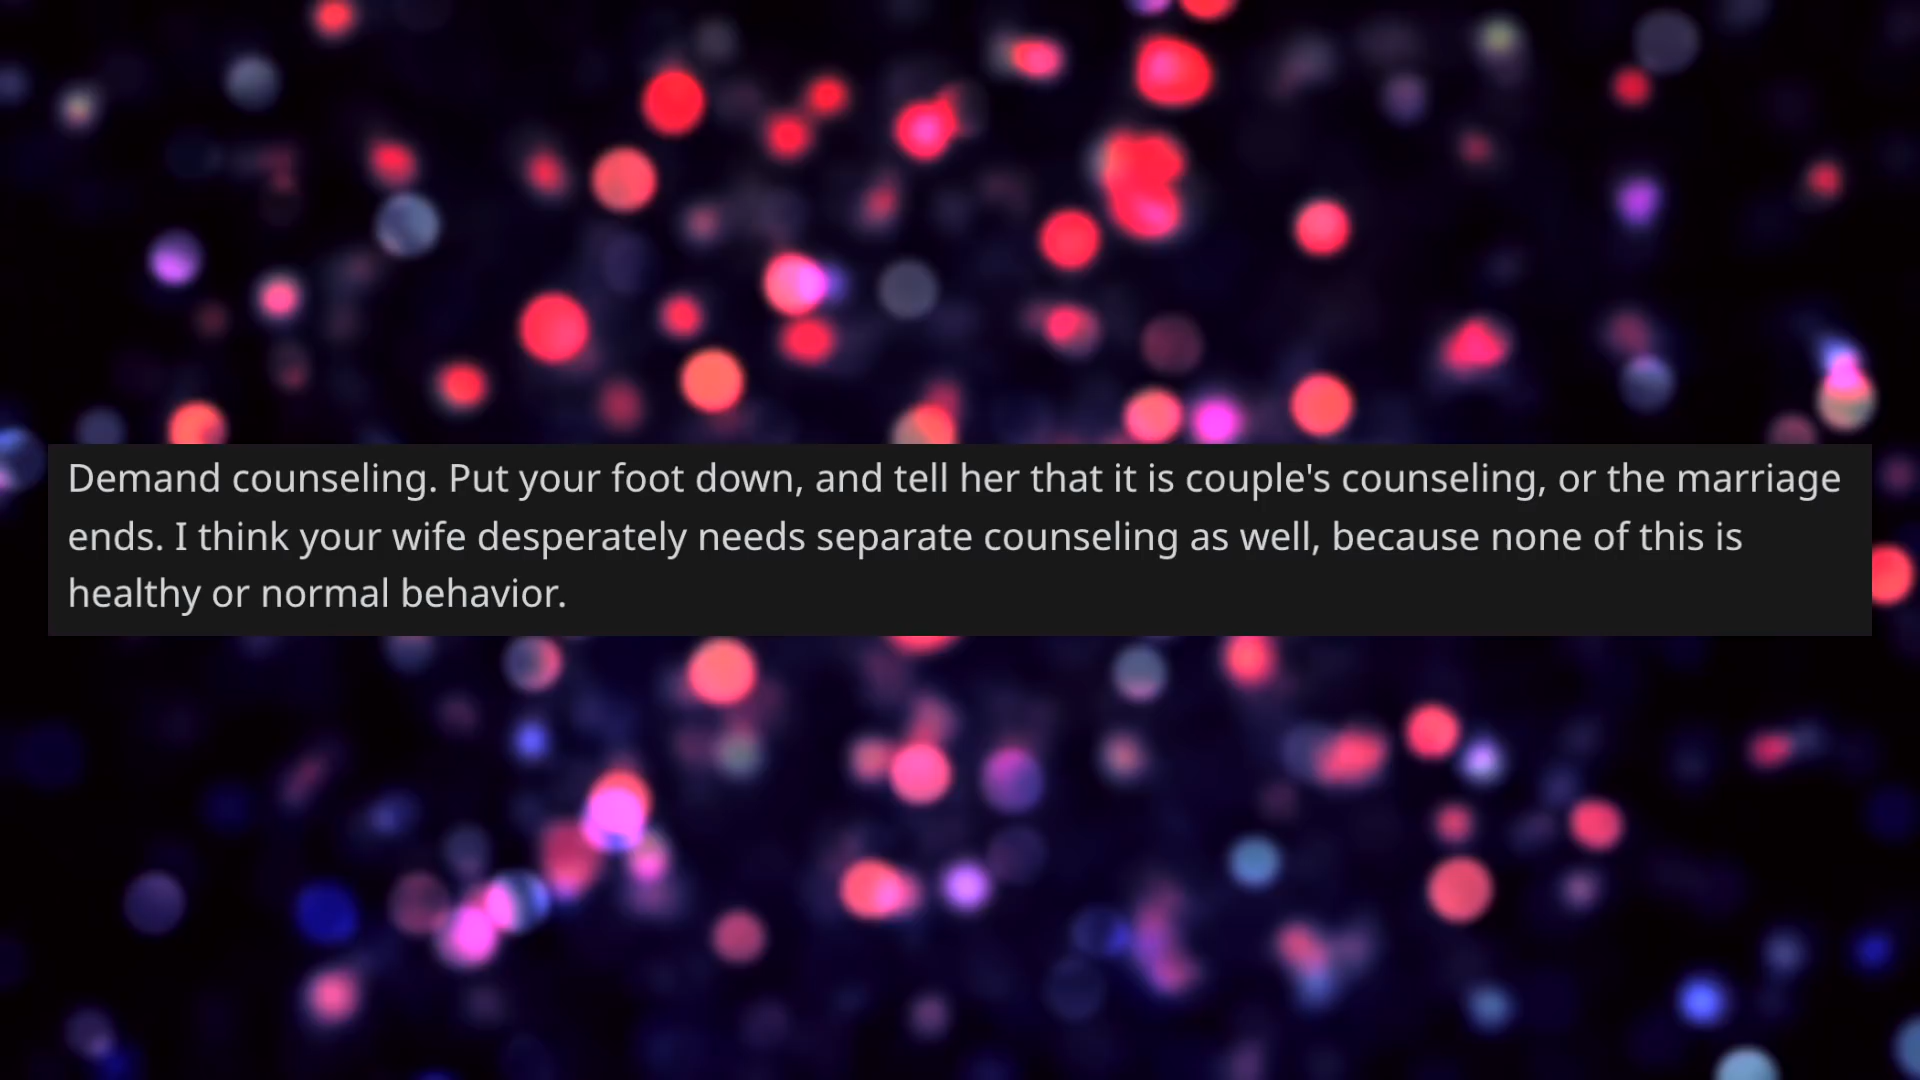 Demand counseling. Put your foot down, and tell her that it is couple's counseling, or the marriage
ends. I think your wife desperately needs separate counseling as well, because none of this is
healthy or normal behavior.